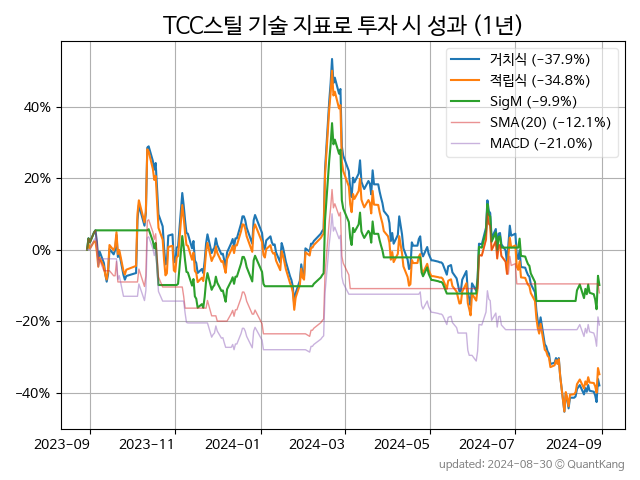 TCC스틸 기술 지표로 투자 시 성과 (1년)
거치식 (−37.9%)
적립식 (−34.8%)
SigM (−9.9%)
SMA(20) (−12.1%)
MACD (−21.0%)
40%
20%
0%
−20%
−40%
2023-09 2023-11 2024-01 2024-03 2024-05 2024-07 2024-09
updated: 2024-08-30 © QuantKang